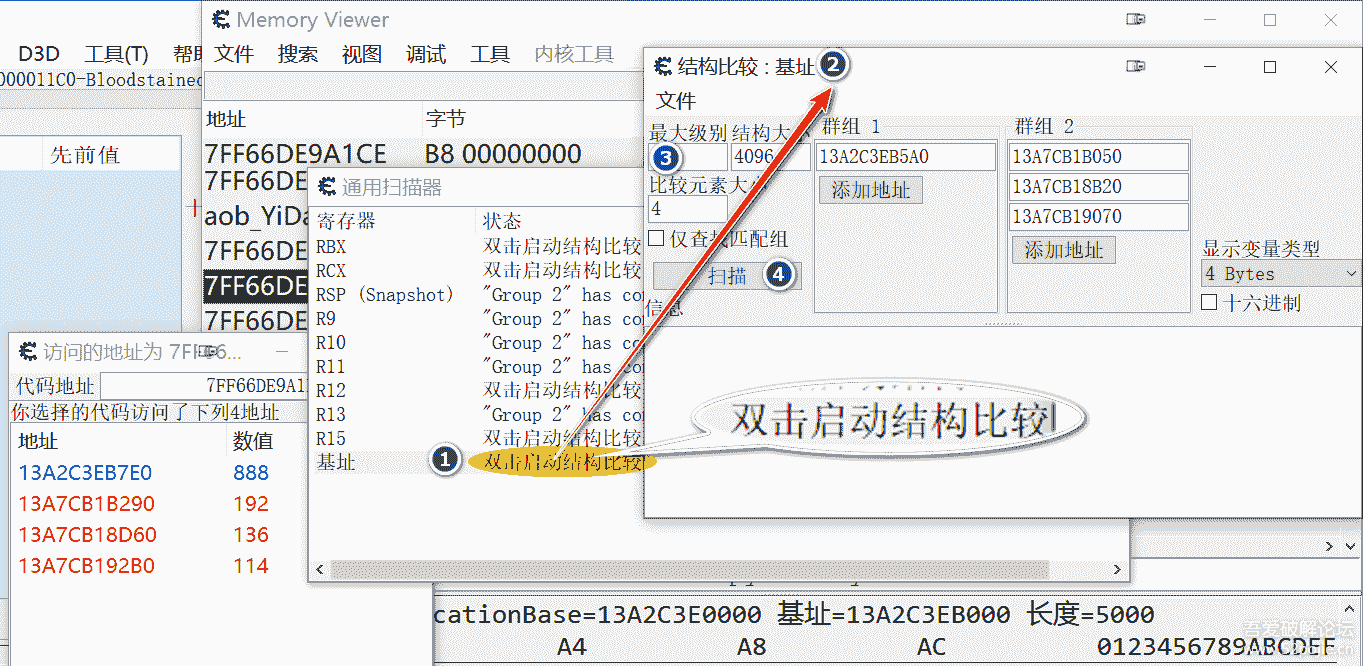 Memory Viewer
D3D 工具(T)
文件 搜索 视图 调试 工具 内核工具
000011C0-Bloodstained
先前值
地址 字节
7FF66DE9A1CE B8 00000000
7FF66DE
aob_YiDa
7FF66DE
7FF66DE
7FF66DE
通用扫描器
寄存器 状态
RBX 双击启动结构比较
RCX 双击启动结构比较
RSP (Snapshot) "Group 2" has co
R9 "Group 2" has co
R10 "Group 2" has co
R11 "Group 2" has co
R12 双击启动结构比较
R13 "Group 2" has co
R15 双击启动结构比较
基址 1 双击启动结构比较
结构比较 : 基址 2
文件
最大级别 结构大小
3 4096
比较元素大小
4
仅查找匹配组
扫描 4
信息
群组 1
13A2C3EB5A0
添加地址
群组 2
13A7CB1B050
13A7CB18B20
13A7CB19070
添加地址
显示变量类型
4 Bytes
十六进制
双击启动结构比较
访问的地址为 7FF66...
代码地址 7FF66DE9A1
你选择的代码访问了下列4地址
地址 数值
13A2C3EB7E0 888
13A7CB1B290 192
13A7CB18D60 136
13A7CB192B0 114
cationBase=13A2C3E0000 基址=13A2C3EB000 长度=5000
A4 A8 AC 0123456789ABCDEF
吾爱破解论坛